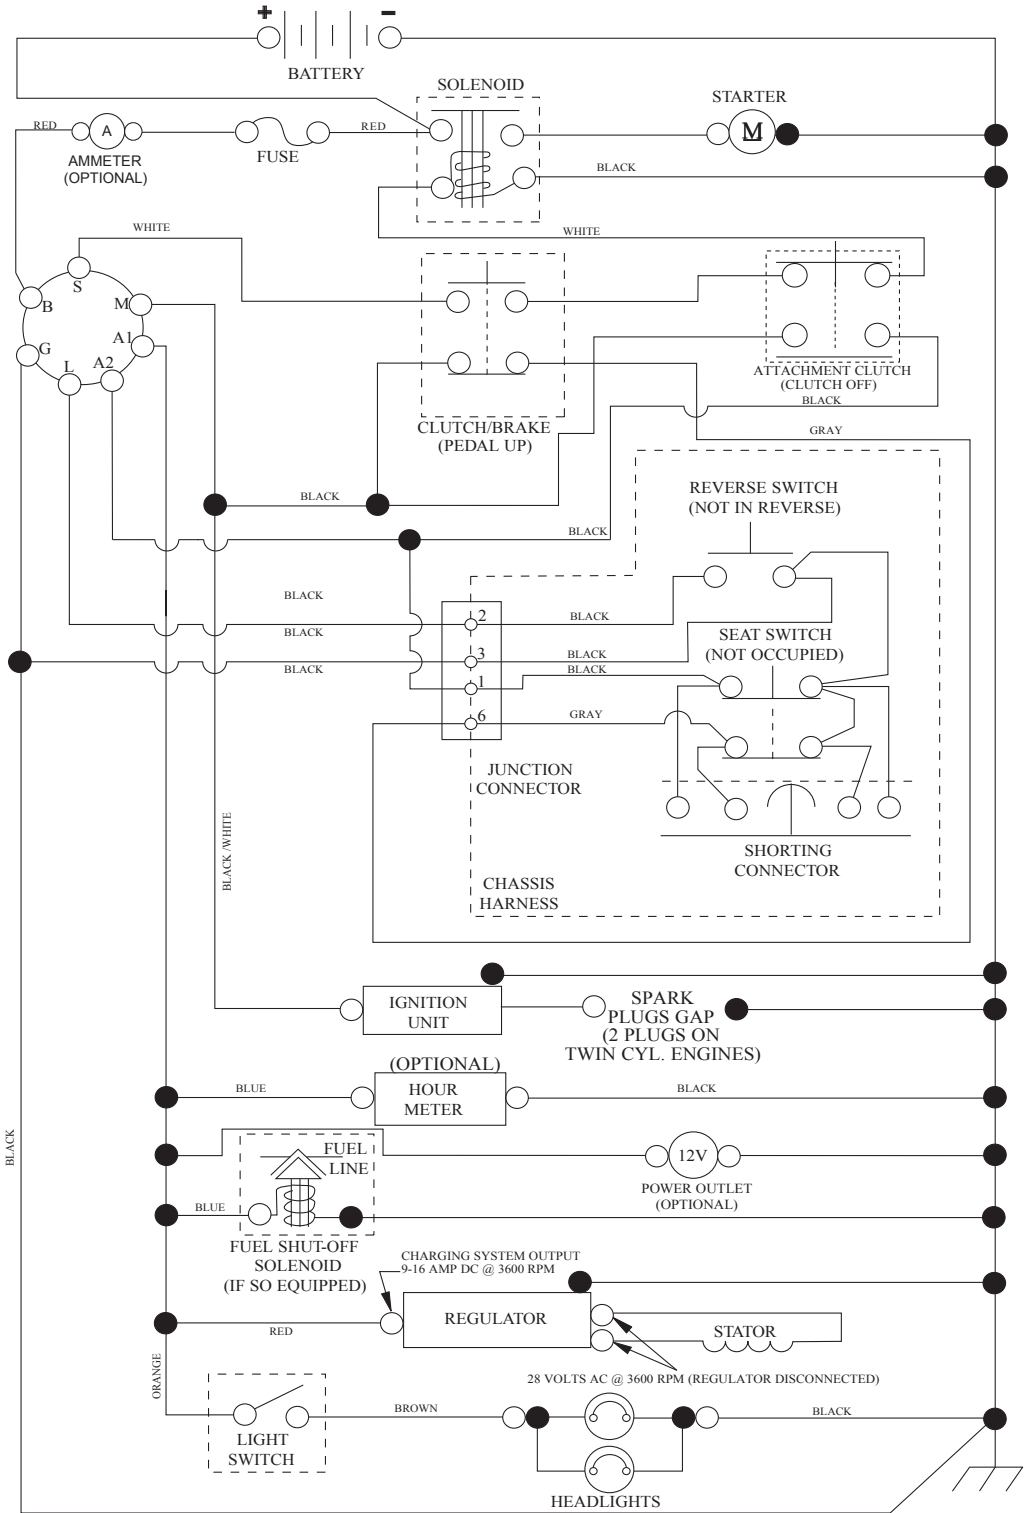 + -
BATTERY
SOLENOID
STARTER
RED
A
AMMETER
(OPTIONAL)
FUSE
RED
M
BLACK
WHITE
WHITE
S
B
M
G
A1
L
A2
CLUTCH/BRAKE
(PEDAL UP)
ATTACHMENT CLUTCH
(CLUTCH OFF)
BLACK
GRAY
BLACK
BLACK
REVERSE SWITCH
(NOT IN REVERSE)
BLACK
BLACK
BLACK
2
BLACK
SEAT SWITCH
(NOT OCCUPIED)
3
BLACK
BLACK
1
6
GRAY
JUNCTION
CONNECTOR
SHORTING
CONNECTOR
CHASSIS
HARNESS
BLACK /WHITE
IGNITION
UNIT
SPARK
PLUGS GAP
(2 PLUGS ON
TWIN CYL. ENGINES)
(OPTIONAL)
BLUE
HOUR
METER
BLACK
BLACK
FUEL
LINE
12V
POWER OUTLET
(OPTIONAL)
BLUE
FUEL SHUT-OFF
SOLENOID
(IF SO EQUIPPED)
CHARGING SYSTEM OUTPUT
9-16 AMP DC @ 3600 RPM
REGULATOR
RED
STATOR
28 VOLTS AC @ 3600 RPM (REGULATOR DISCONNECTED)
ORANGE
BROWN
BLACK
LIGHT
SWITCH
HEADLIGHTS